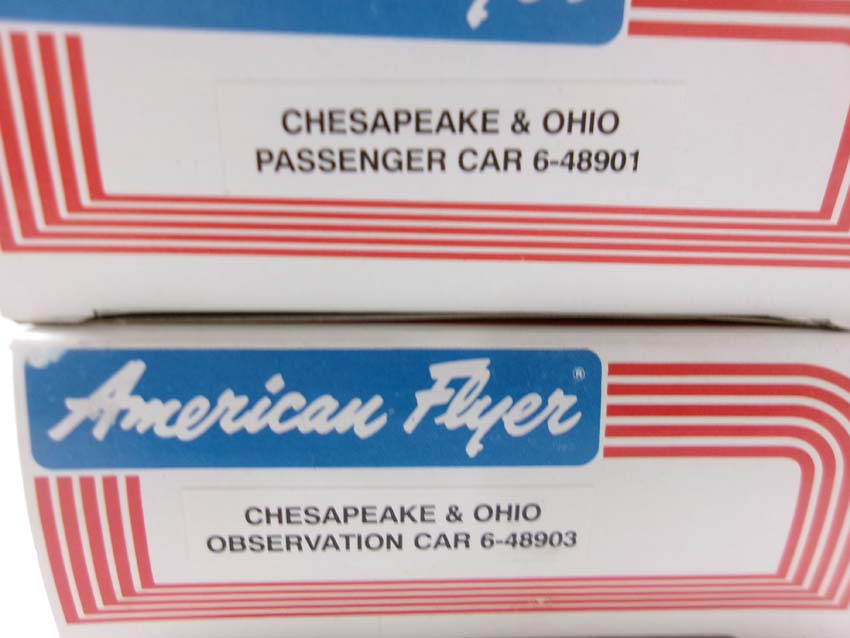 CHESAPEAKE & OHIO
PASSENGER CAR 6-48901
American Flyer®
CHESAPEAKE & OHIO
OBSERVATION CAR 6-48903